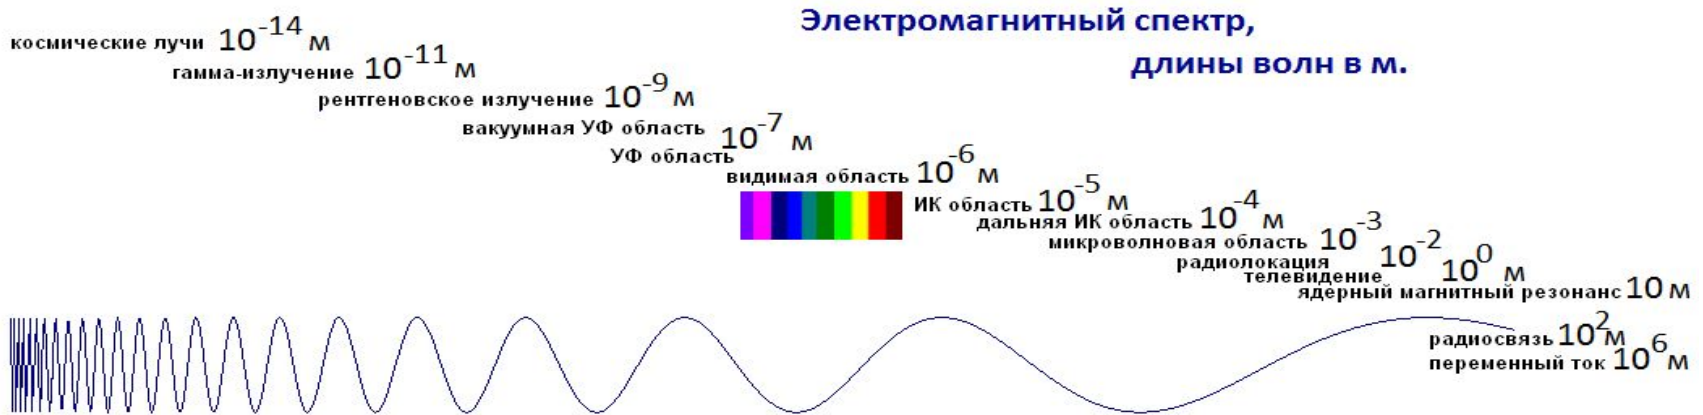 Электромагнитный спектр,
длины волн в м.
космические лучи 10⁻¹⁴ м
гамма-излучение 10⁻¹¹ м
рентгеновское излучение 10⁻⁹ м
вакуумная УФ область
УФ область 10⁻⁷ м
видимая область 10⁻⁶ м
ИК область 10⁻⁵ м
дальняя ИК область 10⁻⁴ м
микроволновая область 10⁻³
радиолокация 10⁻²
телевидение 10⁰ м
ядерный магнитный резонанс 10 м
радиосвязь 10² м
переменный ток 10⁶ м